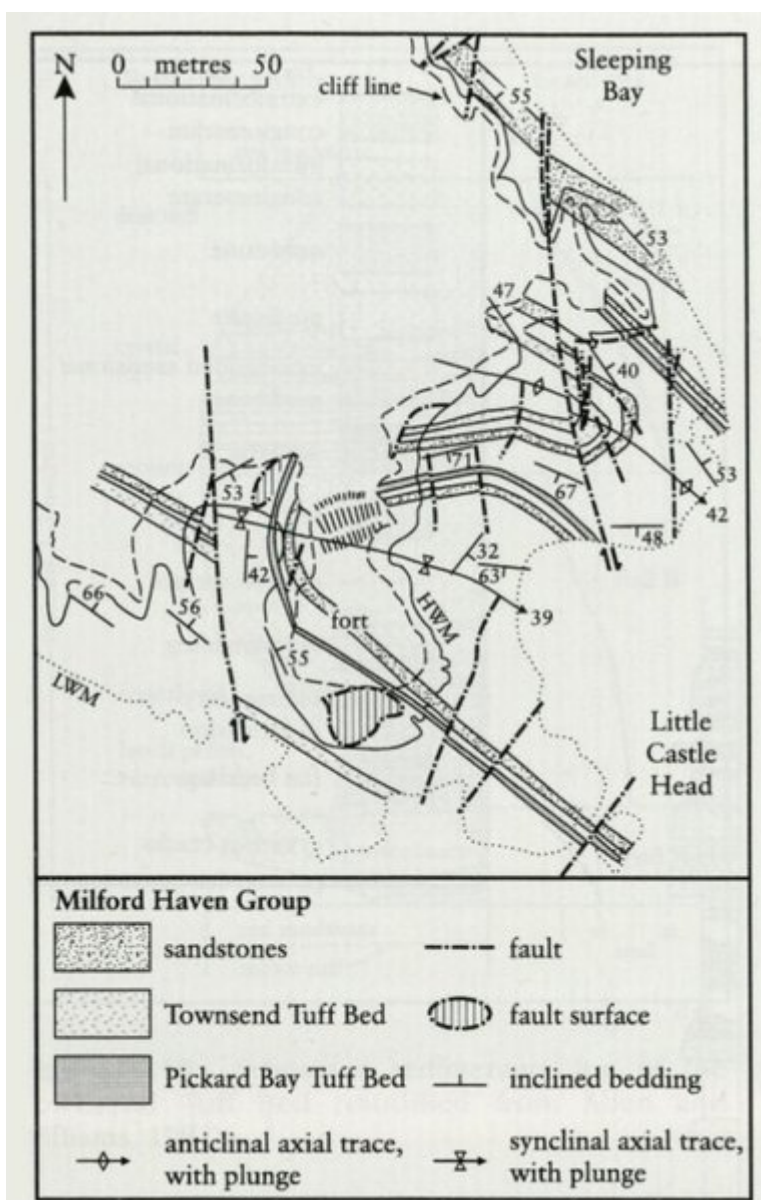 N
0 metres 50
Sleeping
Bay
cliff line
55
53
47
40
53
42
71
67
48
32
63
39
53
42
66
56
55
fort
HWM
LWM
Little
Castle
Head
Milford Haven Group
sandstones
fault
Townsend Tuff Bed
fault surface
Pickard Bay Tuff Bed
inclined bedding
anticlinal axial trace,
with plunge
synclinal axial trace,
with plunge